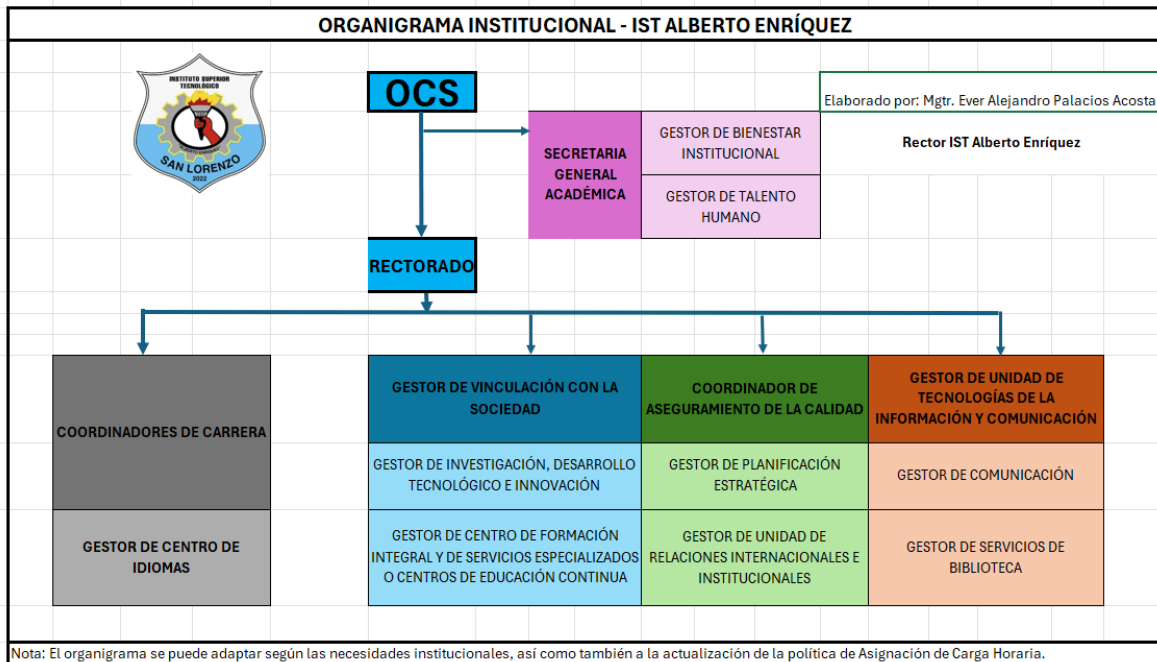 ORGANIGRAMA INSTITUCIONAL - IST ALBERTO ENRÍQUEZ
INSTITUTO SUPERIOR
TECNOLÓGICO
"ALBERTO ENRÍQUEZ"
SAN LORENZO
2022
OCS
Elaborado por: Mgtr. Ever Alejandro Palacios Acosta
Rector IST Alberto Enríquez
SECRETARIA
GENERAL
ACADÉMICA
GESTOR DE BIENESTAR
INSTITUCIONAL
GESTOR DE TALENTO
HUMANO
RECTORADO
COORDINADORES DE CARRERA
GESTOR DE CENTRO DE
IDIOMAS
GESTOR DE VINCULACIÓN CON LA
SOCIEDAD
GESTOR DE INVESTIGACIÓN, DESARROLLO
TECNOLÓGICO E INNOVACIÓN
GESTOR DE CENTRO DE FORMACIÓN
INTEGRAL Y DE SERVICIOS ESPECIALIZADOS
O CENTROS DE EDUCACIÓN CONTINUA
COORDINADOR DE
ASEGURAMIENTO DE LA CALIDAD
GESTOR DE PLANIFICACIÓN
ESTRATÉGICA
GESTOR DE UNIDAD DE
RELACIONES INTERNACIONALES E
INSTITUCIONALES
GESTOR DE UNIDAD DE
TECNOLOGÍAS DE LA
INFORMACIÓN Y COMUNICACIÓN
GESTOR DE COMUNICACIÓN
GESTOR DE SERVICIOS DE
BIBLIOTECA
Nota: El organigrama se puede adaptar según las necesidades institucionales, así como también a la actualización de la política de Asignación de Carga Horaria.